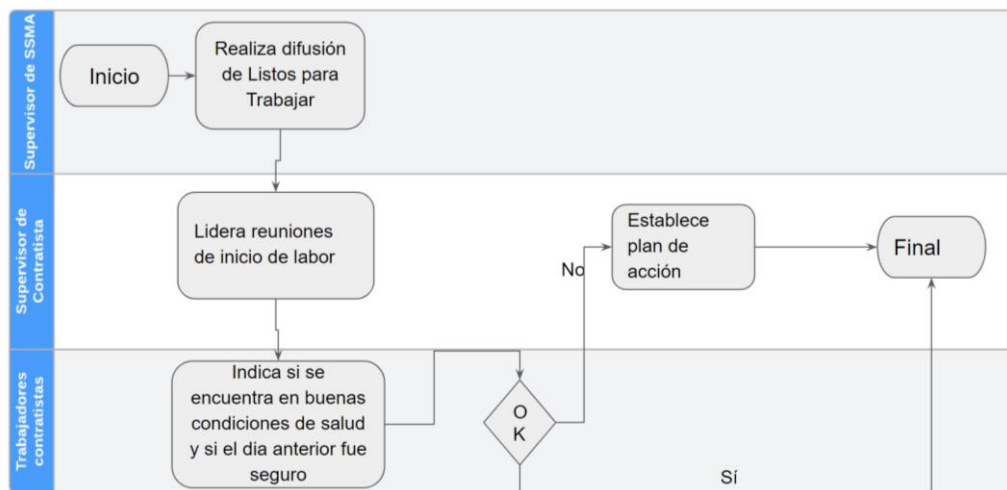 Supervisor de SSMA
Inicio
Realiza difusión
de Listos para
Trabajar
Supervisor de
Contratista
Lidera reuniones
de inicio de labor
No
Establece
plan de
acción
Final
Trabajadores
contratistas
Indica si se
encuentra en buenas
condiciones de salud
y si el dia anterior fue
seguro
O
K
Sí